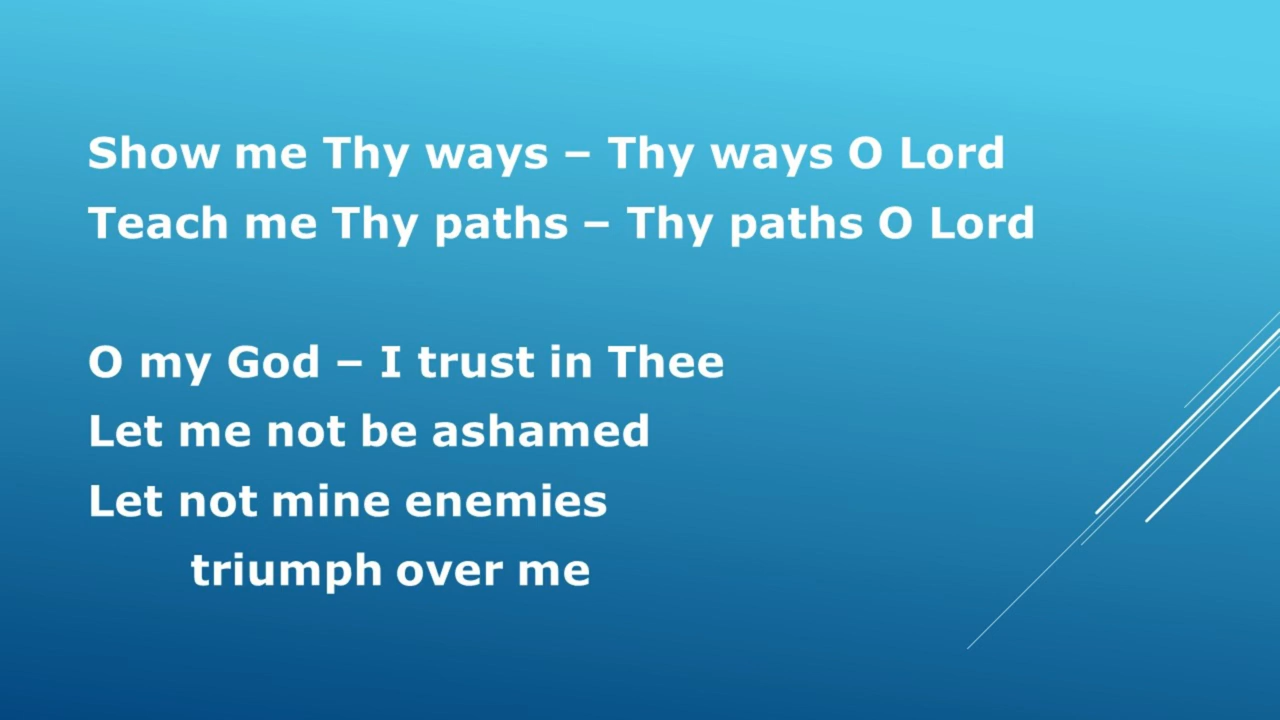 Show me Thy ways – Thy ways O Lord
Teach me Thy paths – Thy paths O Lord
O my God – I trust in Thee
Let me not be ashamed
Let not mine enemies
triumph over me